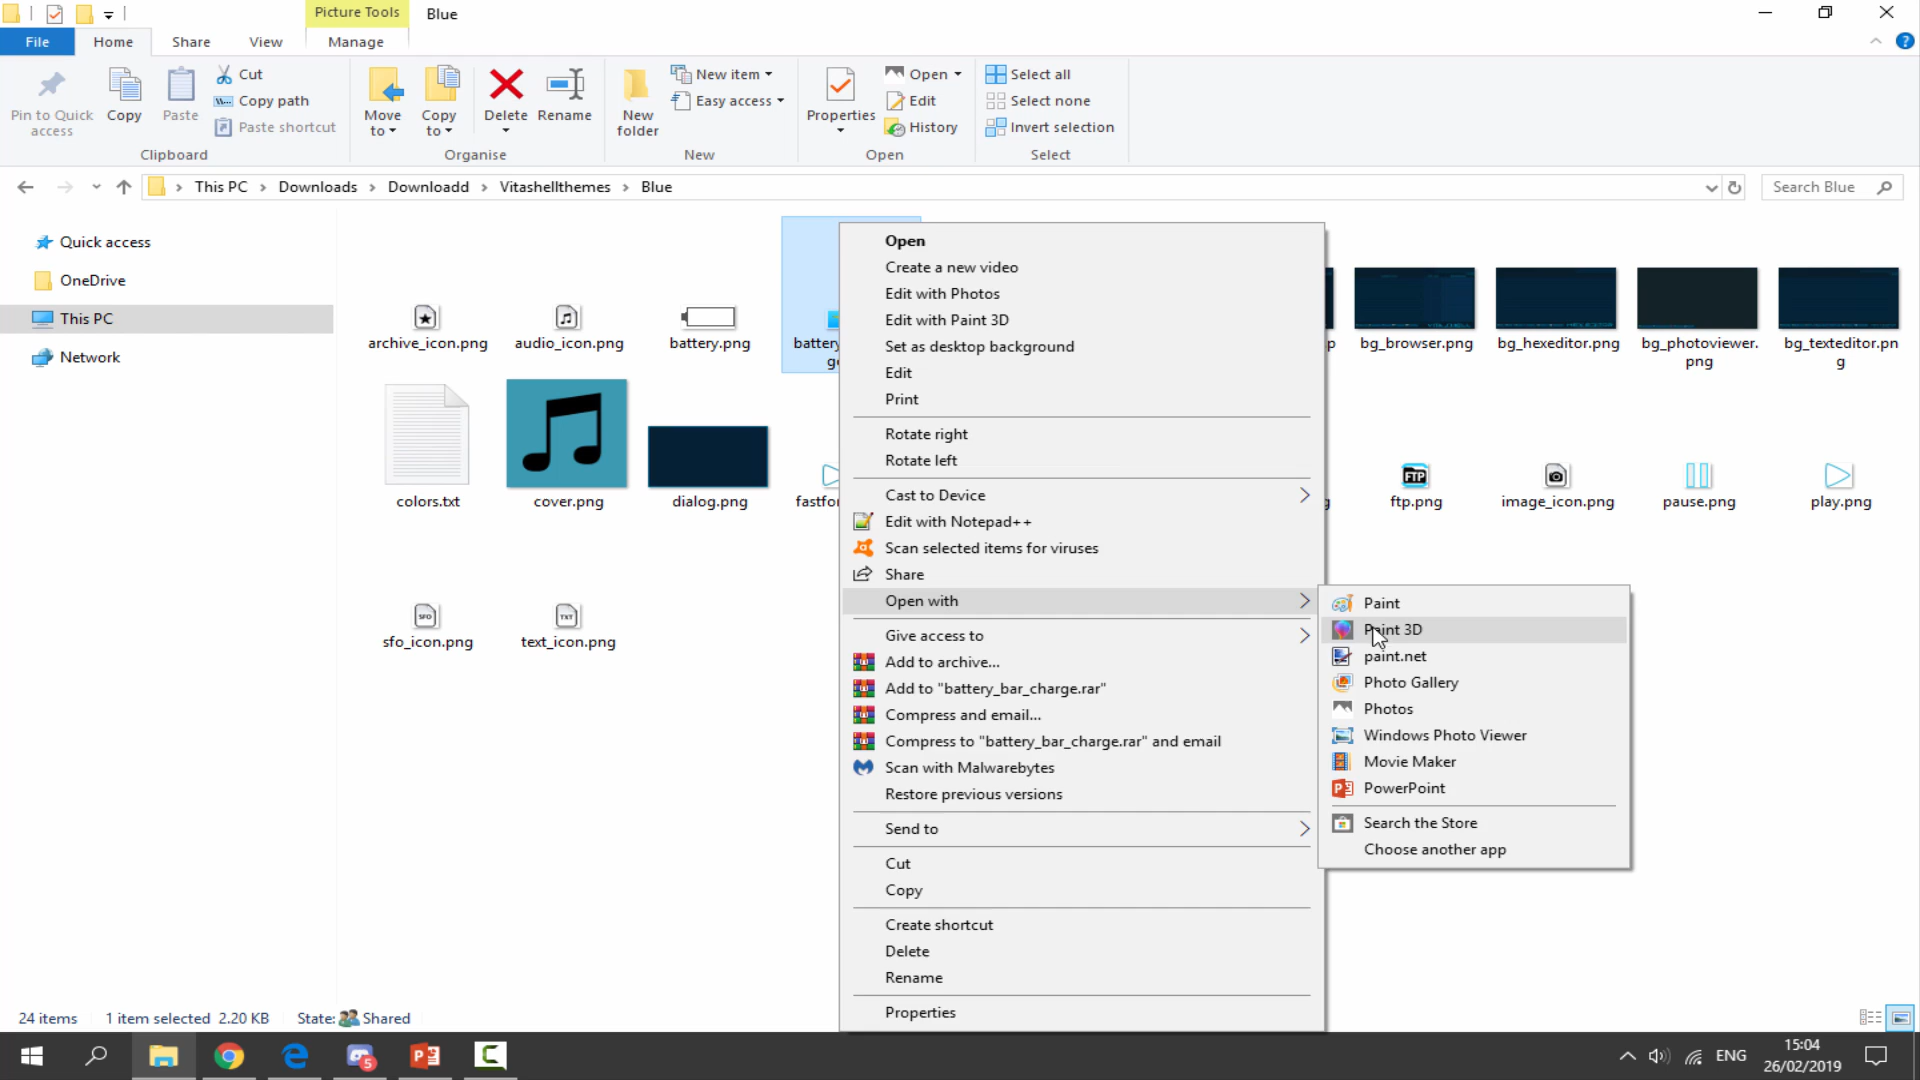 Picture Tools
Blue
File
Home
Share
View
Manage
Pin to Quick
access
Copy
Paste
Cut
Copy path
Paste shortcut
Clipboard
Move
to
Copy
to
Delete
Rename
Organise
New
folder
New item
Easy access
New
Properties
Open
Edit
History
Open
Select all
Select none
Invert selection
Select
This PC
Downloads
Downloadd
Vitashellthemes
Blue
Search Blue
Quick access
OneDrive
This PC
Network
archive_icon.png
audio_icon.png
battery.png
bg_browser.png
bg_hexeditor.png
bg_photoviewer.
png
bg_texteditor.pn
g
colors.txt
cover.png
dialog.png
FTP
ftp.png
image_icon.png
pause.png
play.png
SFO
sfo_icon.png
TXT
text_icon.png
Open
Create a new video
Edit with Photos
Edit with Paint 3D
Set as desktop background
Edit
Print
Rotate right
Rotate left
Cast to Device
Edit with Notepad++
Scan selected items for viruses
Share
Open with
Give access to
Add to archive...
Add to "battery_bar_charge.rar"
Compress and email...
Compress to "battery_bar_charge.rar" and email
Scan with Malwarebytes
Restore previous versions
Send to
Cut
Copy
Create shortcut
Delete
Rename
Properties
Paint
Paint 3D
paint.net
Photo Gallery
Photos
Windows Photo Viewer
Movie Maker
PowerPoint
Search the Store
Choose another app
24 items
1 item selected 2.20 KB
State: Shared
5
ENG
15:04
26/02/2019